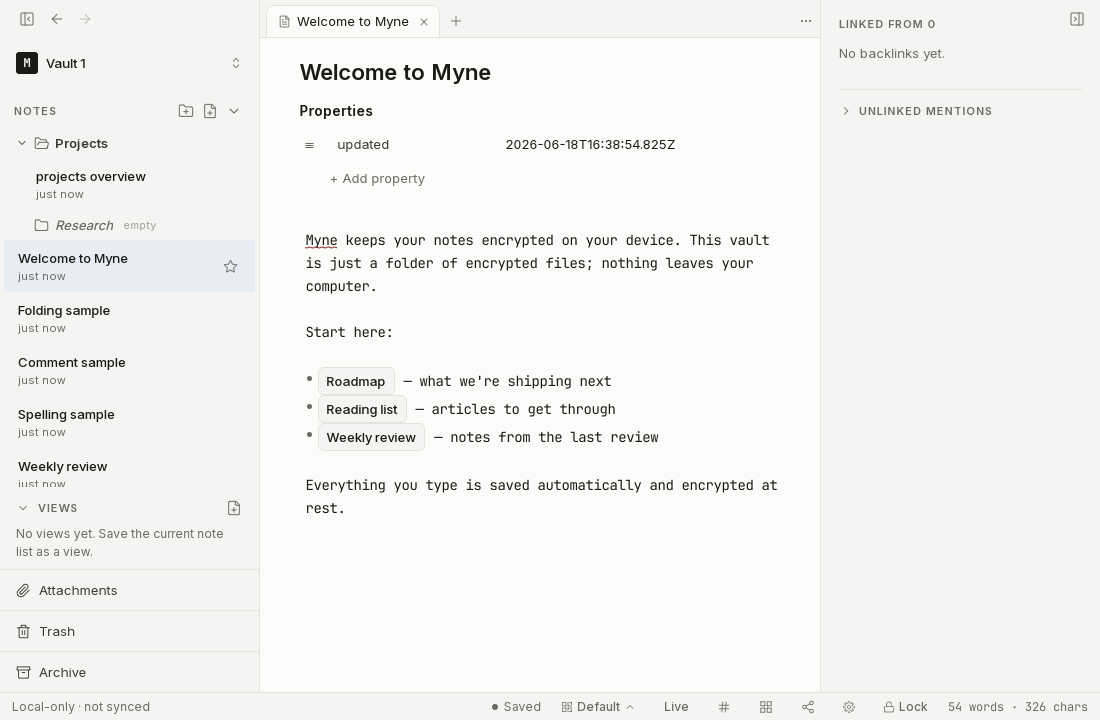 M Vault 1
NOTES
Projects
projects overview
just now
Research empty
Welcome to Myne
just now
Folding sample
just now
Comment sample
just now
Spelling sample
just now
Weekly review
just now
VIEWS
No views yet. Save the current note
list as a view.
Attachments
Trash
Archive
Welcome to Myne
Welcome to Myne
Properties
updated 2026-06-18T16:38:54.825Z
+ Add property
Myne keeps your notes encrypted on your device. This vault
is just a folder of encrypted files; nothing leaves your
computer.
Start here:
• Roadmap — what we're shipping next
• Reading list — articles to get through
• Weekly review — notes from the last review
Everything you type is saved automatically and encrypted at
rest.
LINKED FROM 0
No backlinks yet.
UNLINKED MENTIONS
Local-only · not synced
Saved Default Live Lock 54 words · 326 chars